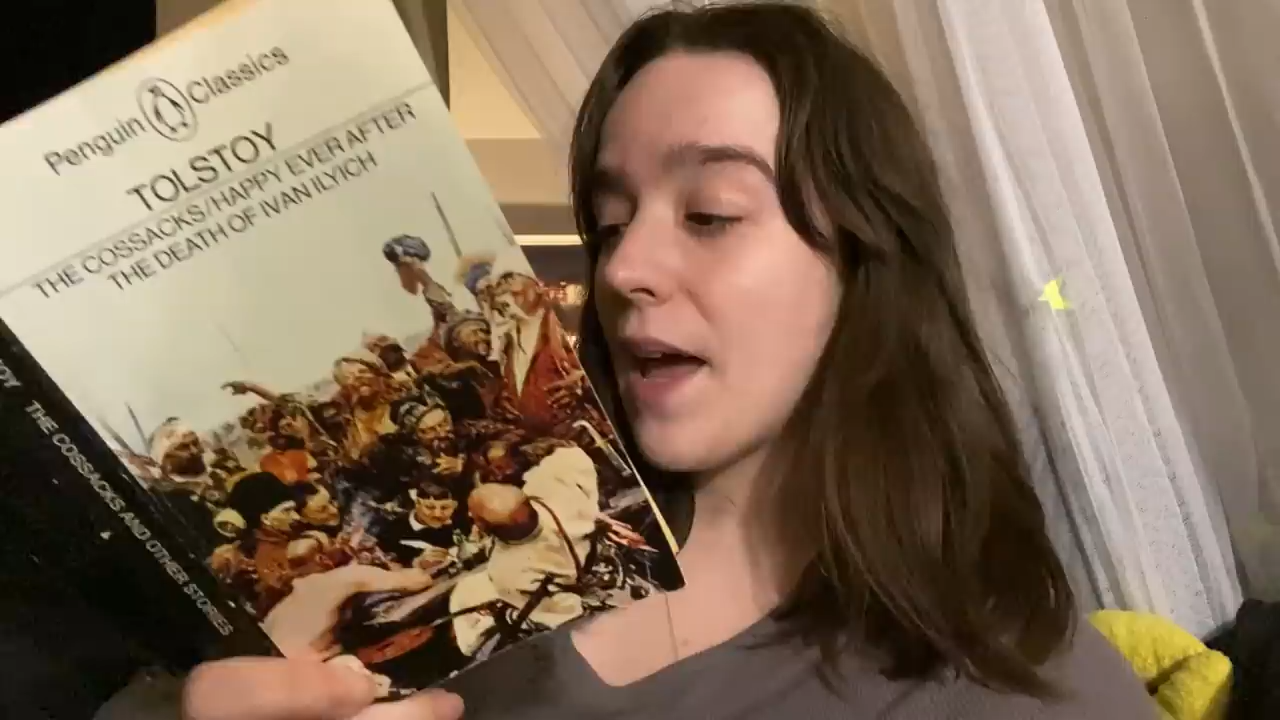 Penguin Classics
TOLSTOY
THE COSSACKS/HAPPY EVER AFTER
THE DEATH OF IVAN ILYICH
THE COSSACKS AND OTHER STORIES